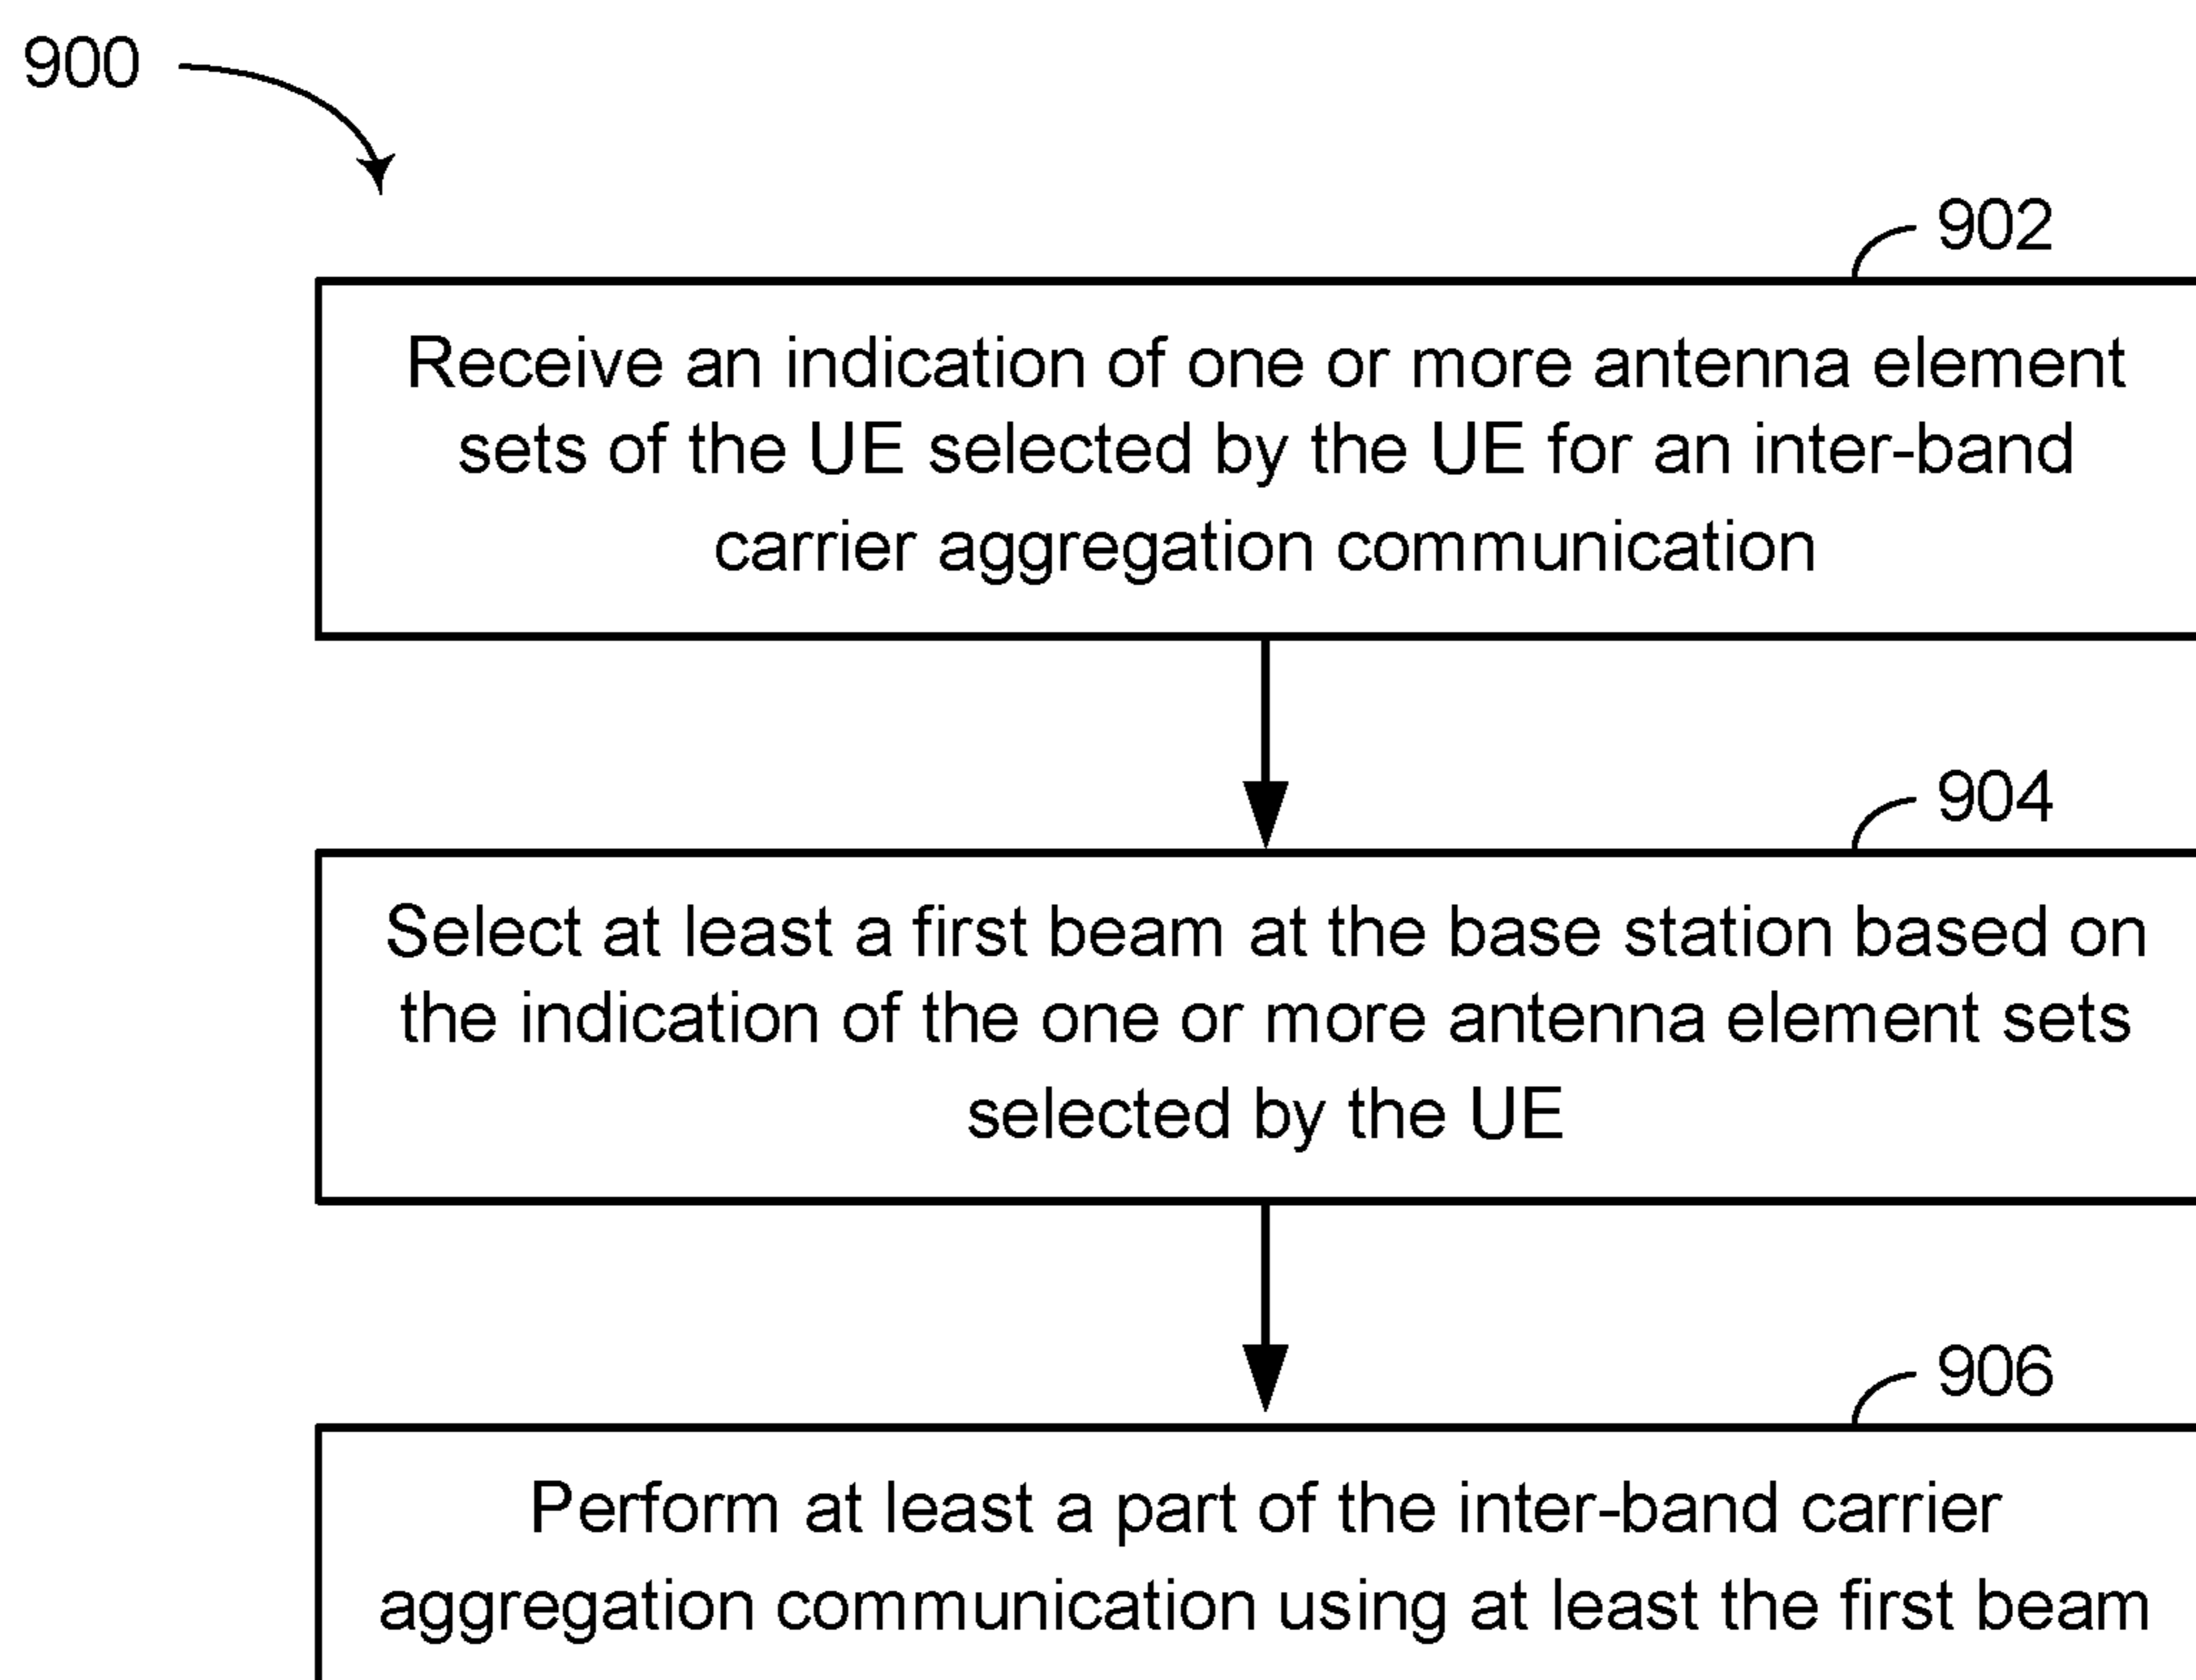 900
902
Receive an indication of one or more antenna element
sets of the UE selected by the UE for an inter-band
carrier aggregation communication
904
Select at least a first beam at the base station based on
the indication of the one or more antenna element sets
selected by the UE
906
Perform at least a part of the inter-band carrier
aggregation communication using at least the first beam